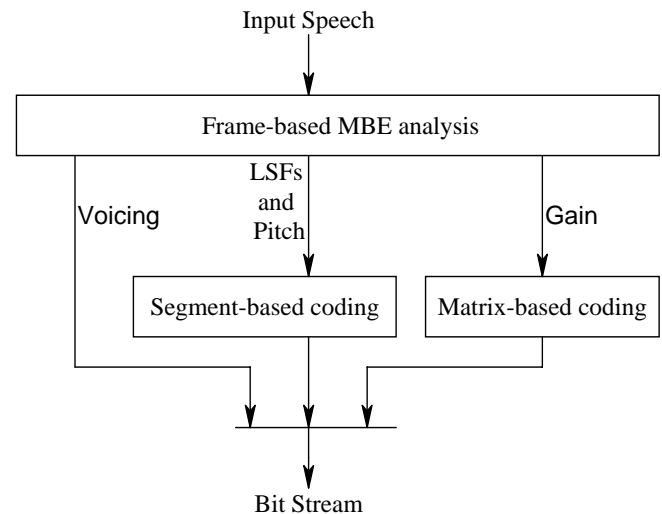 Input Speech
Frame-based MBE analysis
Voicing
LSFs
and
Pitch
Gain
Segment-based coding
Matrix-based coding
Bit Stream